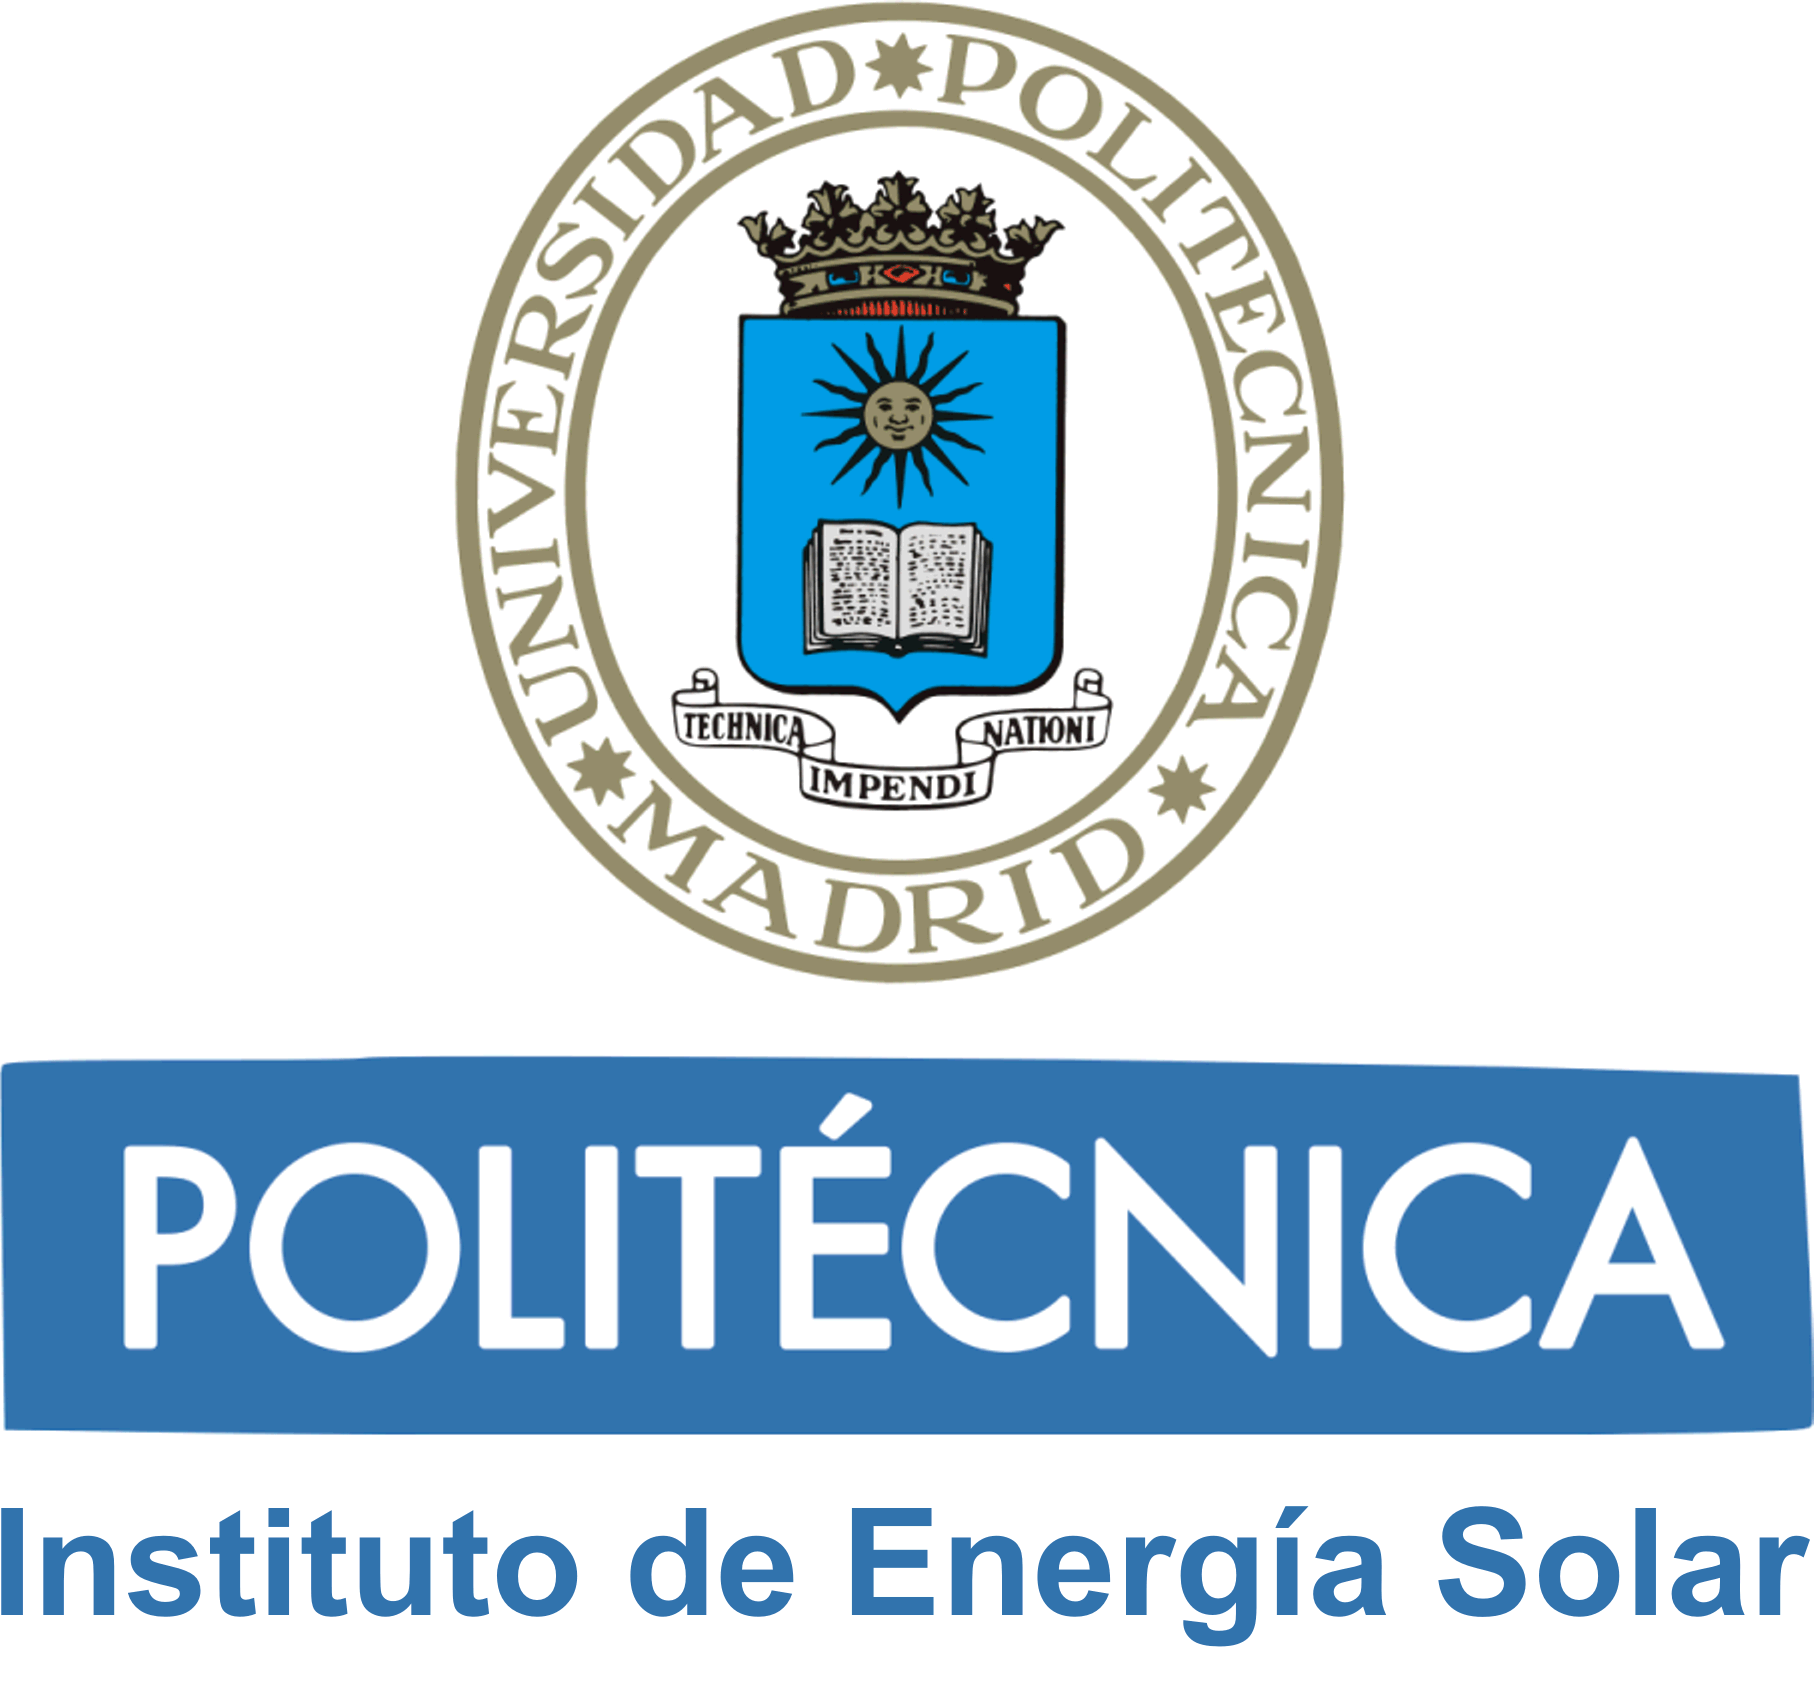 UNIVERSIDAD POLITECNICA
MADRID
TECHNICA
IMPENDI
NATIONI
POLITÉCNICA
Instituto de Energía Solar